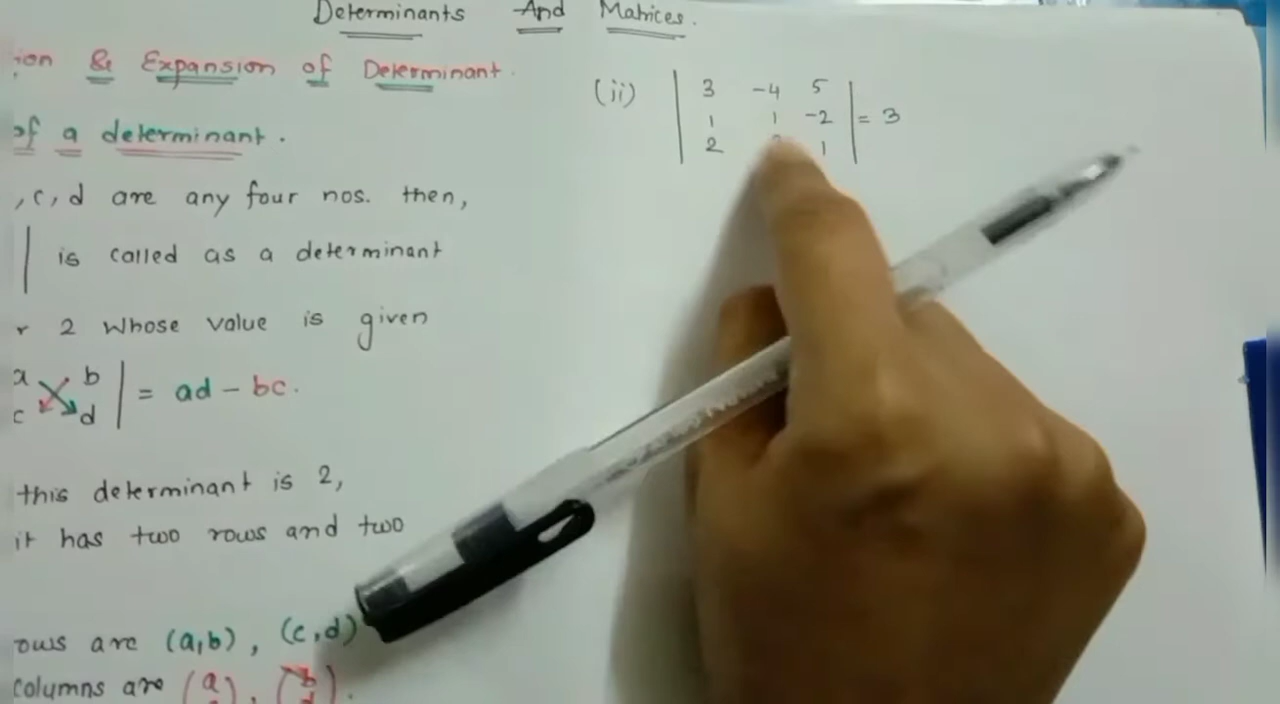 Determinants And Matrices.
ion & Expansion of Determinant.
of a determinant.
, c, d are any four nos. then,
| is called as a determinant
r 2 whose value is given
a b
c d | = ad - bc.
this determinant is 2,
it has two rows and two
ows are (a,b), (c,d)
columns are (a), (b).
(ii) | 3 -4 5
1 1 -2 | = 3
2 1